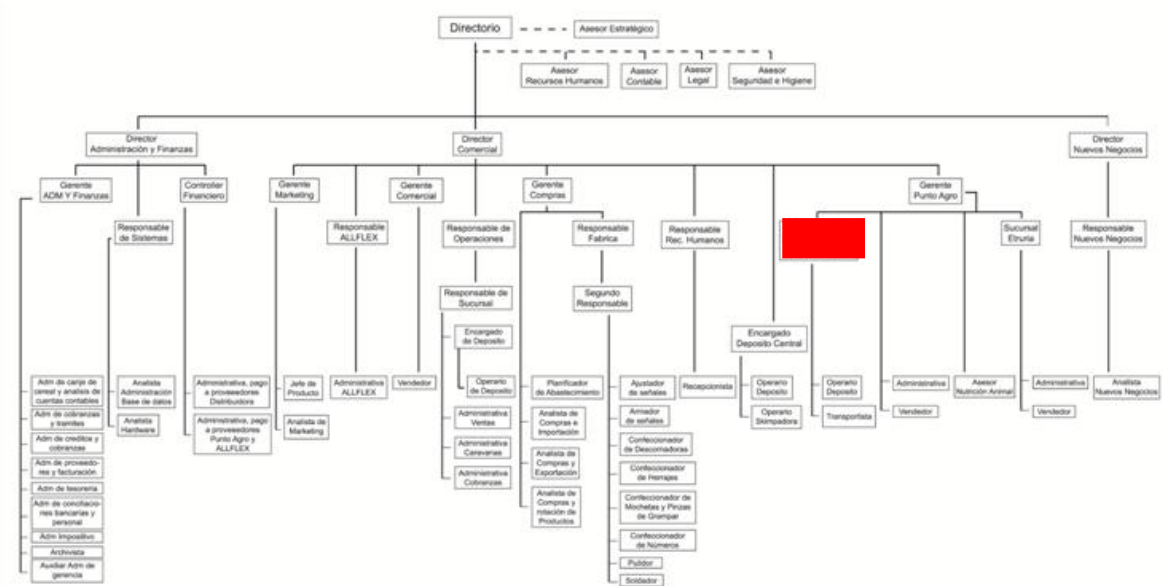 Directorio
Asesor Estratégico
Asesor
Recursos Humanos
Asesor
Contable
Asesor
Legal
Asesor
Seguridad e Higiene
Director
Administración y Finanzas
Director
Comercial
Director
Nuevos Negocios
Gerente
ADM Y Finanzas
Controller
Financiero
Gerente
Marketing
Gerente
Comercial
Gerente
Compras
Gerente
Punto Agro
Responsable
de Sistemas
Responsable
ALLFLEX
Responsable de
Operaciones
Responsable
Fabrica
Responsable
Rec. Humanos
Sucursal
Etruria
Responsable
Nuevos Negocios
Responsable de
Sucursal
Segundo
Responsable
Encargado
de Deposito
Encargado
Deposito Central
Operario
de Deposito
Adm de canje de
cereal y analisis de
cuentas contables
Adm de cobranzas
y tramites
Adm de creditos y
cobranzas
Adm de proveedo-
res y facturación
Adm de tesoreria
Adm de conciliacio-
nes bancarias y
personal
Adm Impositivo
Archivista
Auxiliar Adm de
gerencia
Analista
Administración
Base de datos
Analista
Hardware
Administrativa, pago
a proveedores
Distribuidora
Administrativa, pago
a proveedores
Punto Agro y
ALLFLEX
Jefe de
Producto
Analista de
Marketing
Administrativa
ALLFLEX
Vendedor
Administrativa
Ventas
Administrativa
Caravanas
Administrativa
Cobranzas
Planificador
de Abastecimiento
Analista de
Compras e
Importación
Analista de
Compras y
Exportación
Analista de
Compras y
rotación de
Productos
Ajustador
de señales
Armador
de señales
Confeccionador
de Descornadoras
Confeccionador
de Herrajes
Confeccionador de
Mochetas y Pinzas
de Grampar
Confeccionador
de Números
Pulidor
Soldador
Recepcionista
Operario
Deposito
Operario
Skimpadora
Operario
Deposito
Transportista
Administrativa
Vendedor
Asesor
Nutrición Animal
Administrativa
Vendedor
Analista
Nuevos Negocios